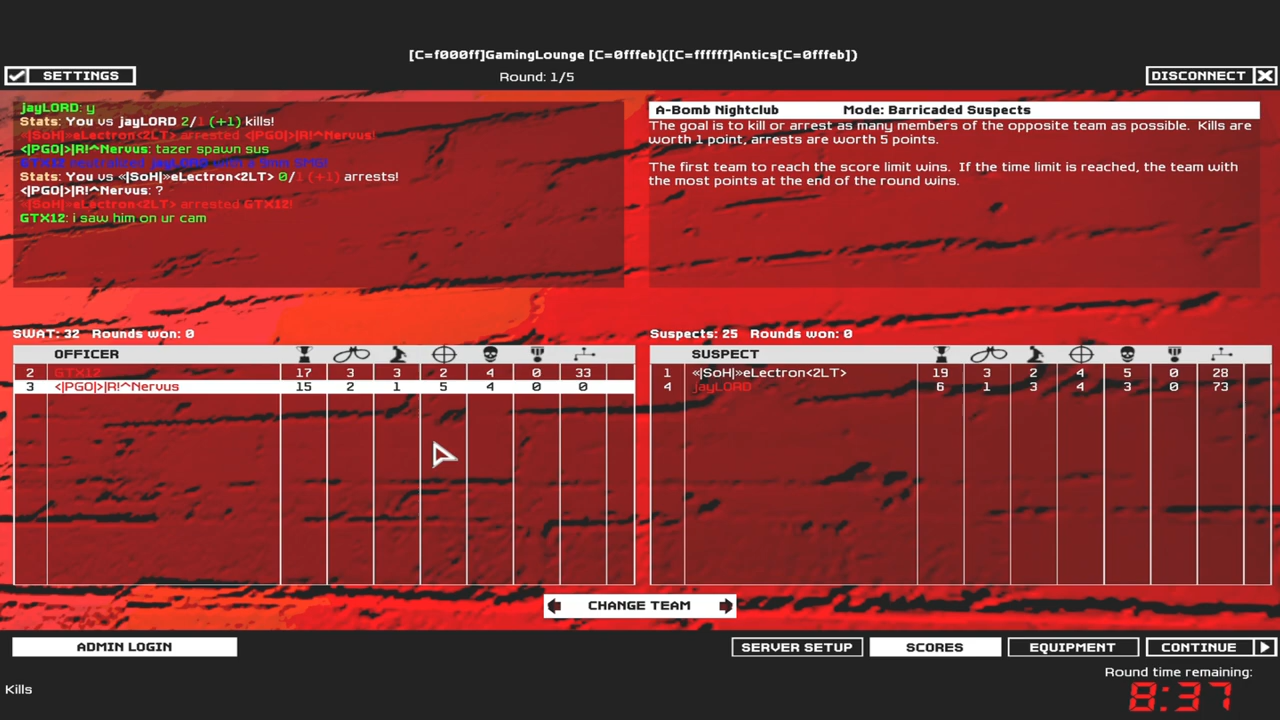 [C=f000ff]GamingLounge [C=0fffeb]([C=ffffff]Antics[C=0fffeb])
SETTINGS
Round: 1/5
DISCONNECT
jayLORD: y
Stats: You vs jayLORD 2/1 (+1) kills!
«|SoH|»eLectron<2LT> arrested <|PGO|>|R!^Nervus!
<|PGO|>|R!^Nervus: tazer spawn sus
GTX12 neutralized jayLORD with a 9mm SMG!
Stats: You vs «|SoH|»eLectron<2LT> 0/1 (+1) arrests!
<|PGO|>|R!^Nervus: ?
«|SoH|»eLectron<2LT> arrested GTX12!
GTX12: i saw him on ur cam
A-Bomb Nightclub Mode: Barricaded Suspects
The goal is to kill or arrest as many members of the opposite team as possible. Kills are
worth 1 point, arrests are worth 5 points.
The first team to reach the score limit wins. If the time limit is reached, the team with
the most points at the end of the round wins.
SWAT: 32 Rounds won: 0
OFFICER
2 GTX12 17 3 3 2 4 0 33
3 <|PGO|>|R!^Nervus 15 2 1 5 4 0 0
Suspects: 25 Rounds won: 0
SUSPECT
1 «|SoH|»eLectron<2LT> 19 3 2 4 5 0 28
4 jayLORD 6 1 3 4 3 0 73
CHANGE TEAM
ADMIN LOGIN
SERVER SETUP
SCORES
EQUIPMENT
CONTINUE
Kills
Round time remaining:
8:37